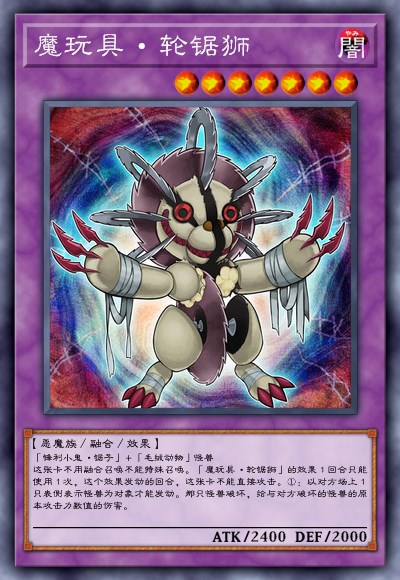 魔玩具・轮锯狮
やみ
闇
【恶魔族/融合/效果】
「锋利小鬼・锯子」+「毛绒动物」怪兽
这张卡不用融合召唤不能特殊召唤。「魔玩具・轮锯狮」的效果1回合只能
使用1次,这个效果发动的回合,这张卡不能直接攻击。①:以对方场上1
只表侧表示怪兽为对象才能发动。那只怪兽破坏,给与对方破坏的怪兽的原
本攻击力数值的伤害。
ATK/2400 DEF/2000